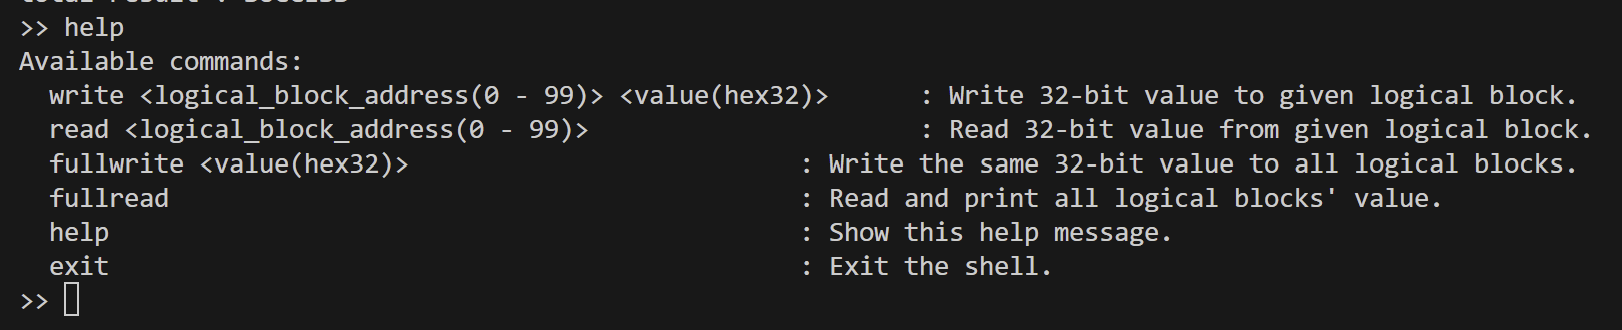 >> help
Available commands:
  write <logical_block_address(0 - 99)> <value(hex32)>      : Write 32-bit value to given logical block.
  read <logical_block_address(0 - 99)>                      : Read 32-bit value from given logical block.
  fullwrite <value(hex32)>                          : Write the same 32-bit value to all logical blocks.
  fullread                                          : Read and print all logical blocks' value.
  help                                              : Show this help message.
  exit                                              : Exit the shell.
>>